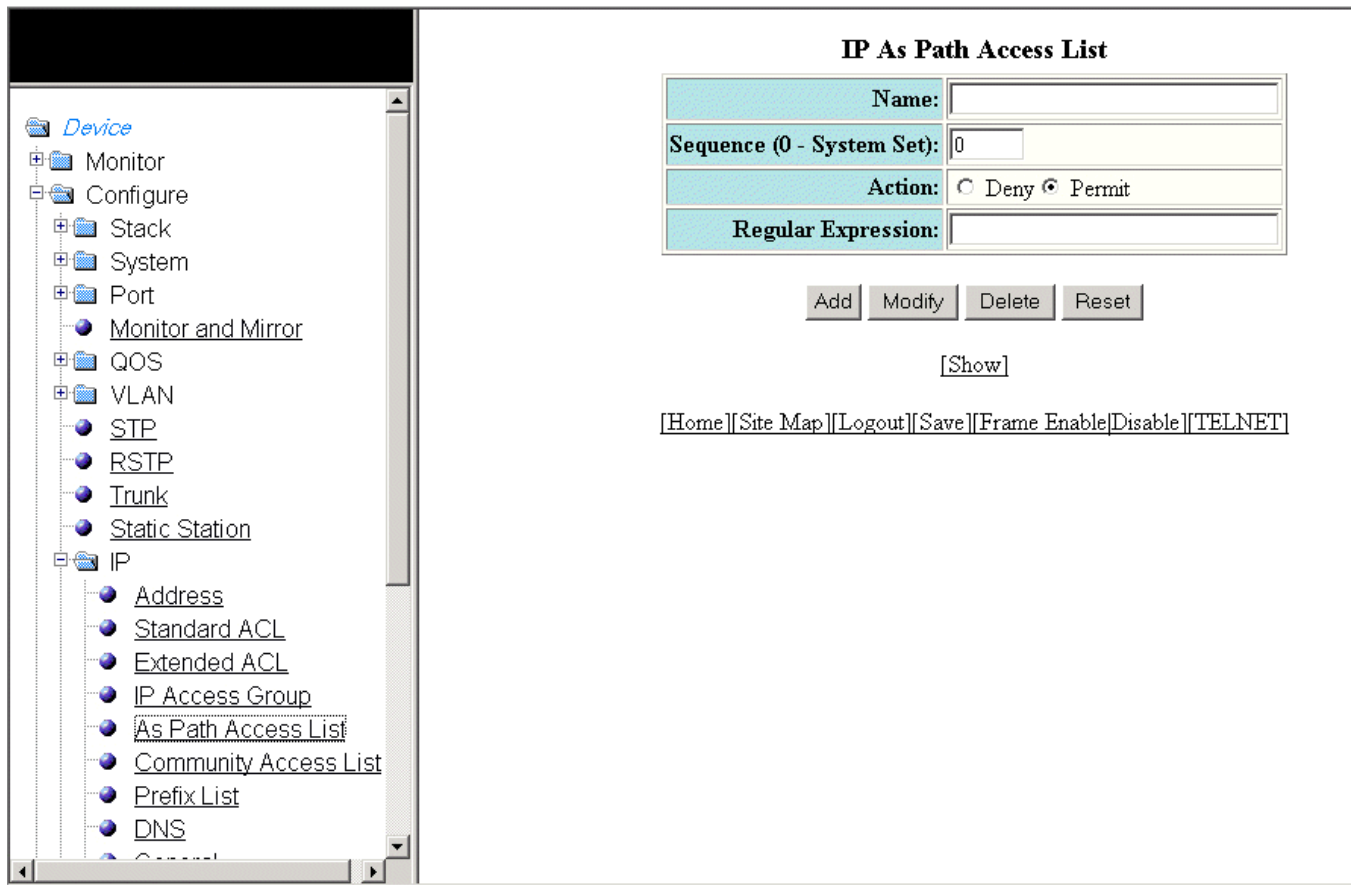 Device
Monitor
Configure
Stack
System
Port
Monitor and Mirror
QOS
VLAN
STP
RSTP
Trunk
Static Station
IP
Address
Standard ACL
Extended ACL
IP Access Group
As Path Access List
Community Access List
Prefix List
DNS
IP As Path Access List
Name:
Sequence (0 - System Set): 0
Action: Deny Permit
Regular Expression:
Add Modify Delete Reset
[Show]
[Home][Site Map][Logout][Save][Frame Enable|Disable][TELNET]